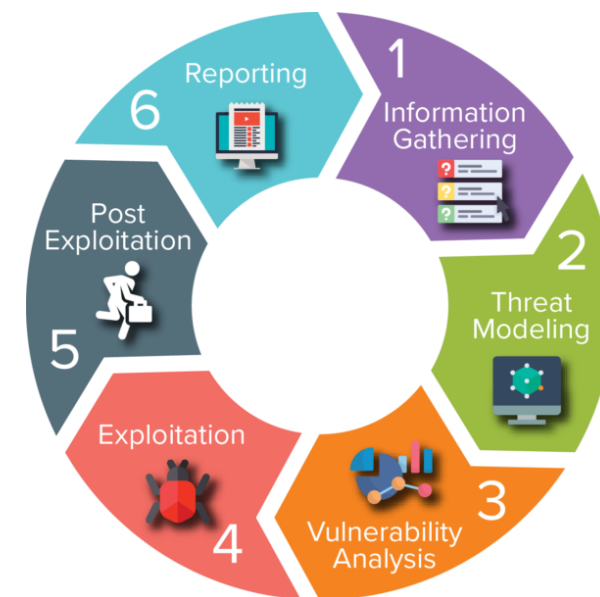 1
Information
Gathering
2
Threat
Modeling
3
Vulnerability
Analysis
4
Exploitation
5
Post
Exploitation
6
Reporting